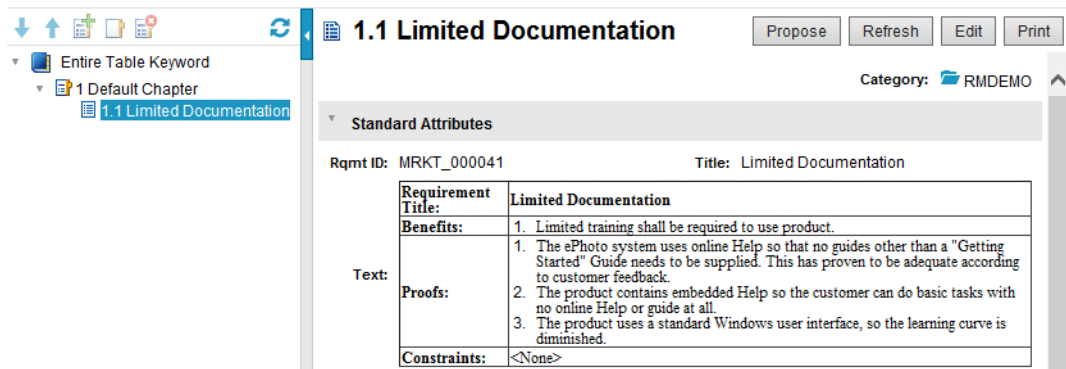 1.1 Limited Documentation
Propose
Refresh
Edit
Print
Entire Table Keyword
1 Default Chapter
1.1 Limited Documentation
Category: RMDEMO
Standard Attributes
Rqmt ID: MRKT_000041
Title: Limited Documentation
Text:
Requirement
Title:
Limited Documentation
Benefits:
1. Limited training shall be required to use product.
Proofs:
1. The ePhoto system uses online Help so that no guides other than a "Getting
Started" Guide needs to be supplied. This has proven to be adequate according
to customer feedback.
2. The product contains embedded Help so the customer can do basic tasks with
no online Help or guide at all.
3. The product uses a standard Windows user interface, so the learning curve is
diminished.
Constraints:
<None>